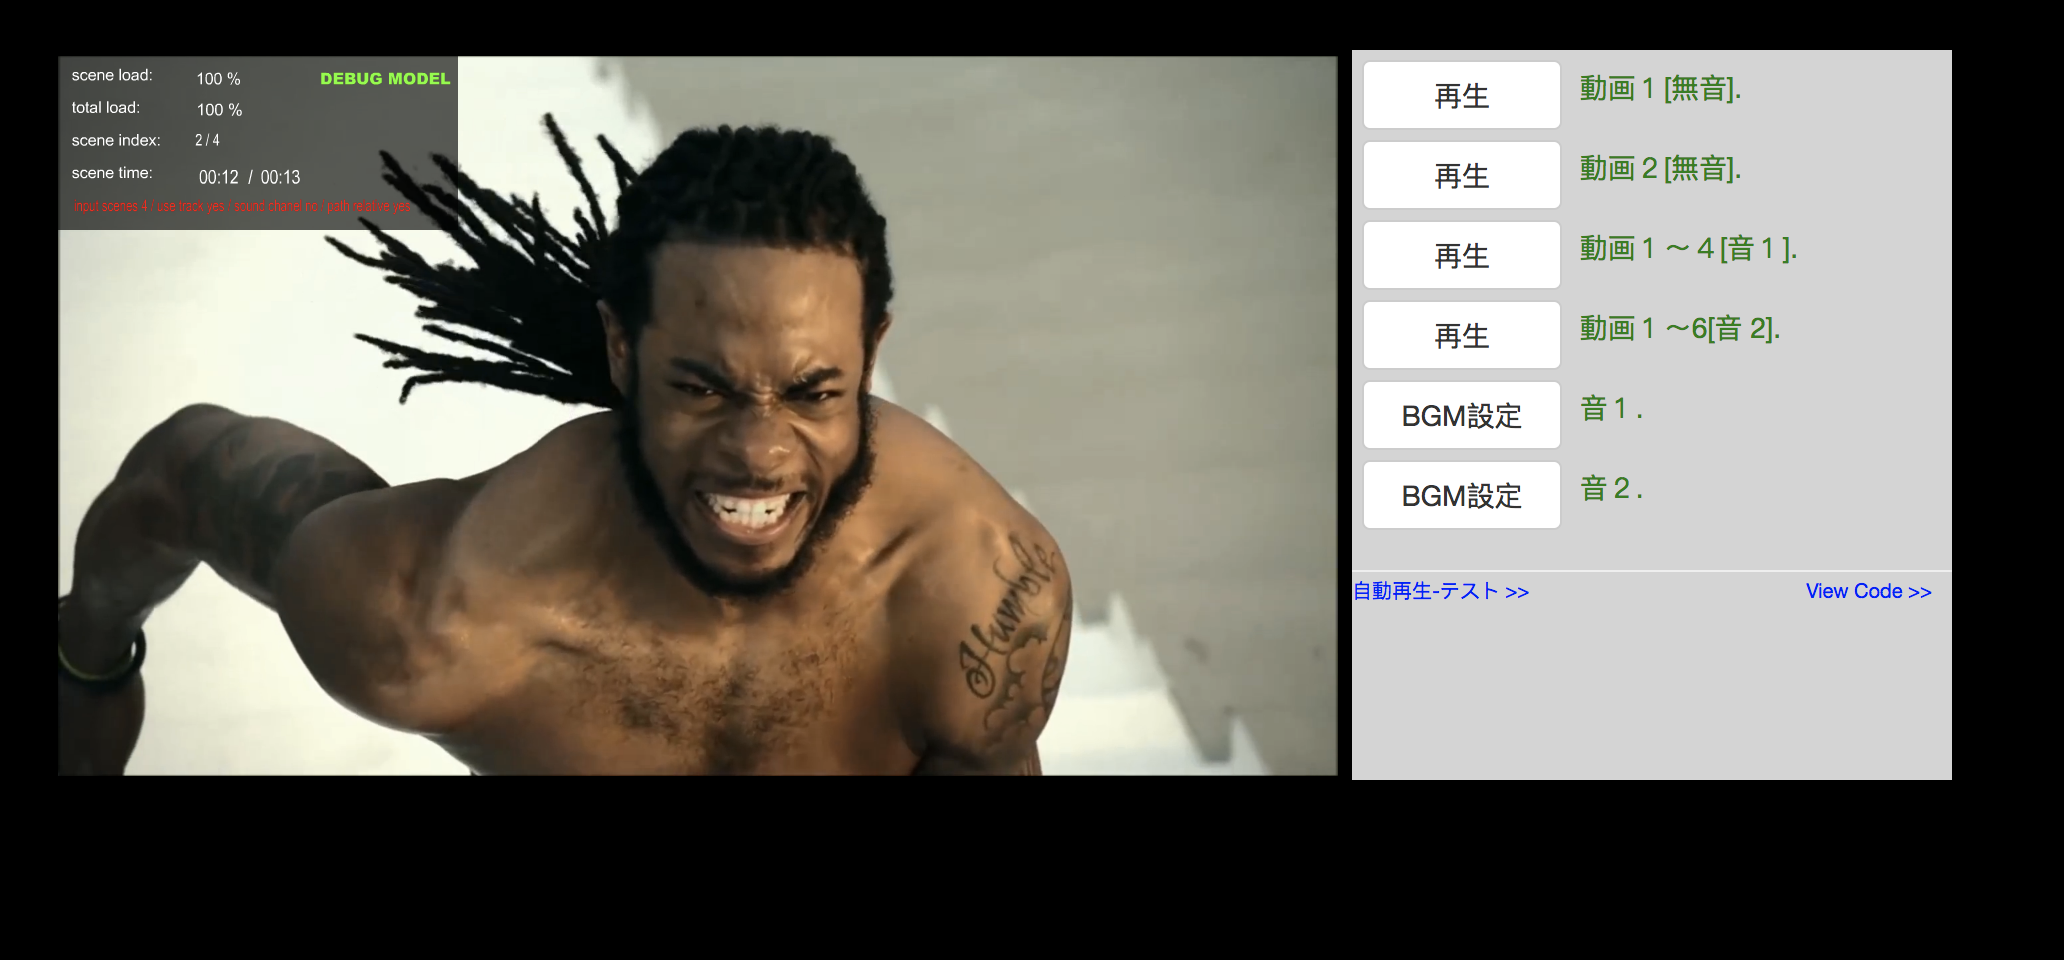 scene load: 100 % DEBUG MODEL
total load: 100 %
scene index: 2 / 4
scene time: 00:12 / 00:13
input scenes 4 / use track yes / sound chanel no / path relative yes
Humble
再生 動画１[無音].
再生 動画２[無音].
再生 動画１〜４[音１].
再生 動画１〜6[音 2].
BGM設定 音１.
BGM設定 音２.
自動再生-テスト >> View Code >>